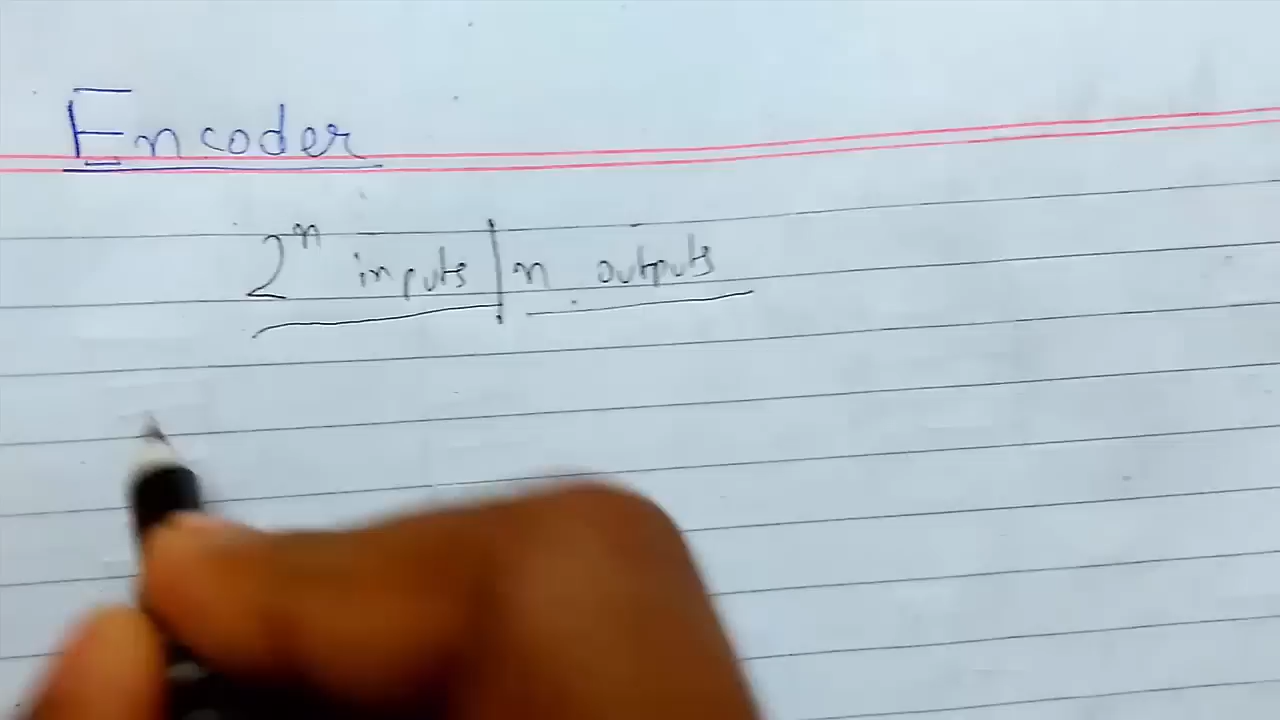 Encoder
2ⁿ inputs | n outputs